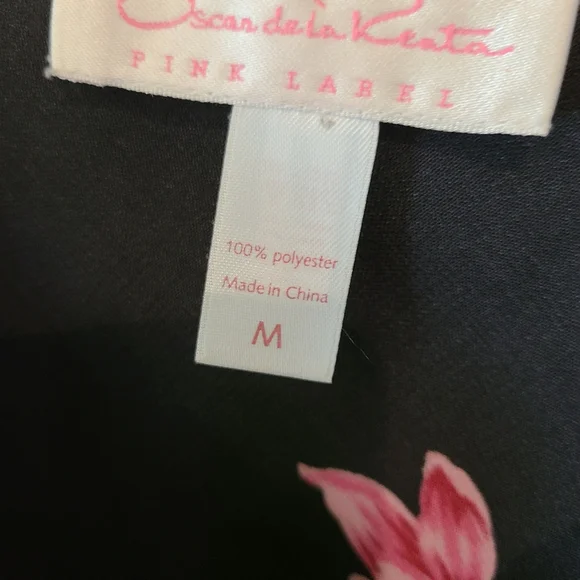 Oscar de la Renta
PINK LABEL
100% polyester
Made in China
M